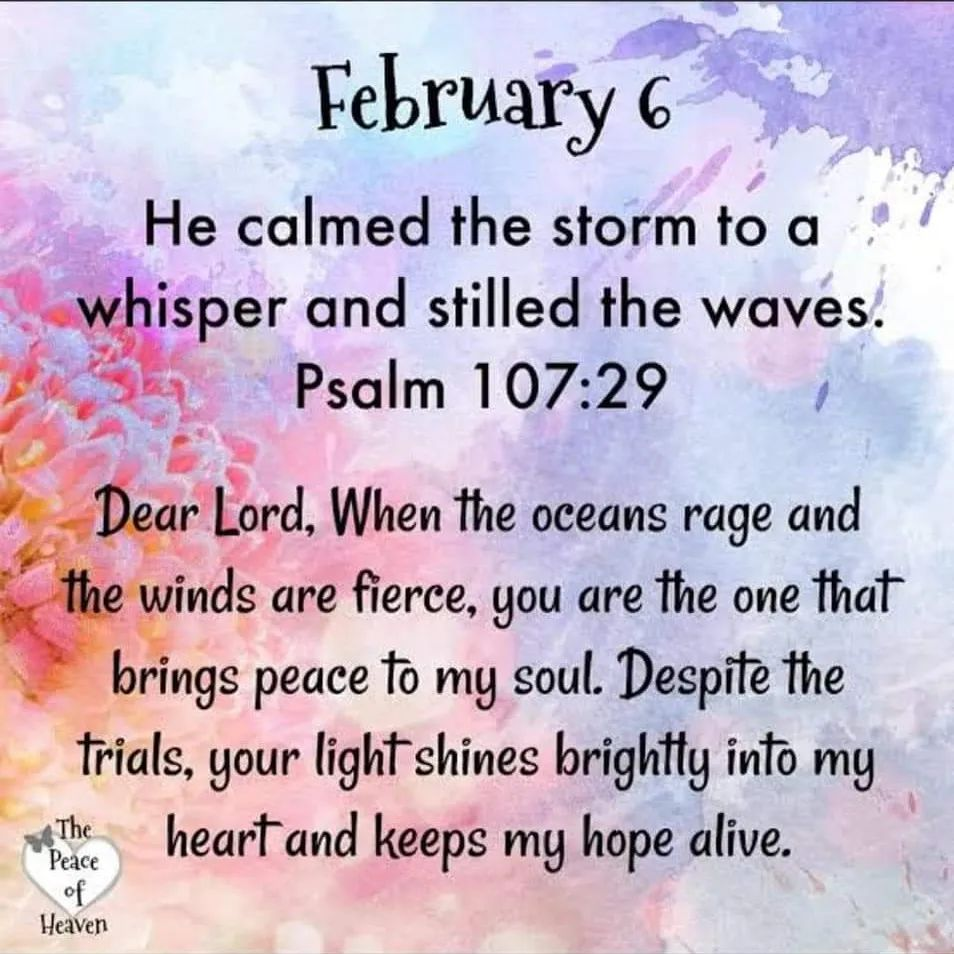 February 6
He calmed the storm to a
whisper and stilled the waves.
Psalm 107:29
Dear Lord, When the oceans rage and
the winds are fierce, you are the one that
brings peace to my soul. Despite the
trials, your light shines brightly into my
heart and keeps my hope alive.
The
Peace
of
Heaven